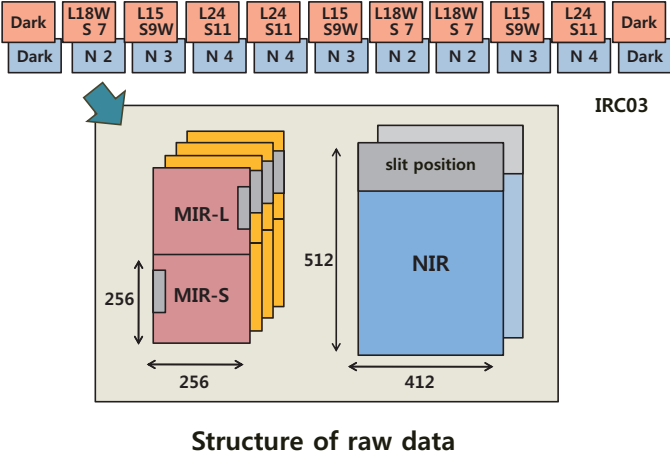 Dark L18W L15 L24 L24 L15 L18W L18W L15 L24 Dark
S 7 S9W S11 S11 S9W S 7 S 7 S9W S11
Dark N 2 N 3 N 4 N 4 N 3 N 2 N 2 N 3 N 4 Dark
IRC03
slit position
MIR-L
512
NIR
256
MIR-S
256
412
Structure of raw data